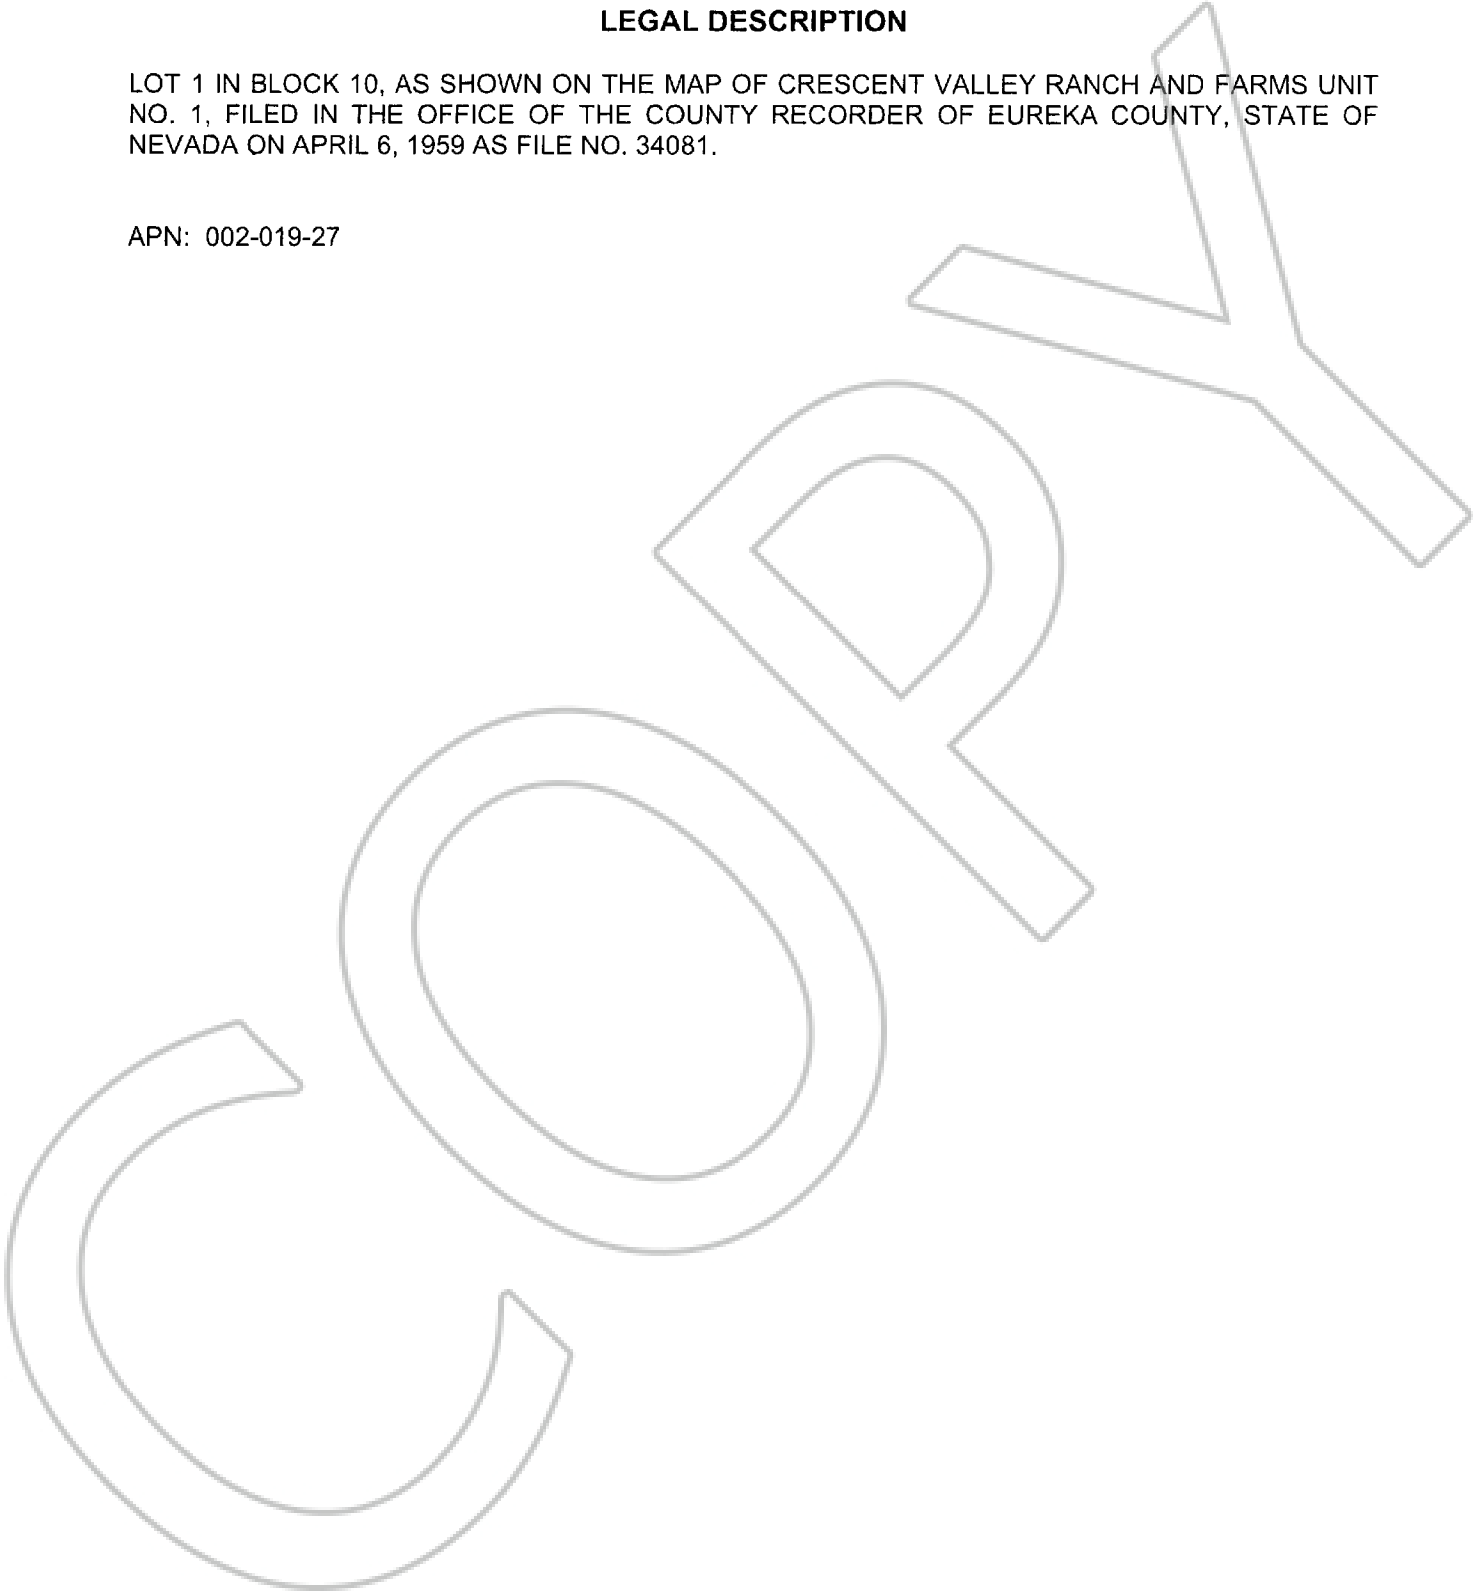 LEGAL DESCRIPTION
LOT 1 IN BLOCK 10, AS SHOWN ON THE MAP OF CRESCENT VALLEY RANCH AND FARMS UNIT
NO. 1, FILED IN THE OFFICE OF THE COUNTY RECORDER OF EUREKA COUNTY, STATE OF
NEVADA ON APRIL 6, 1959 AS FILE NO. 34081.
APN: 002-019-27
COPY